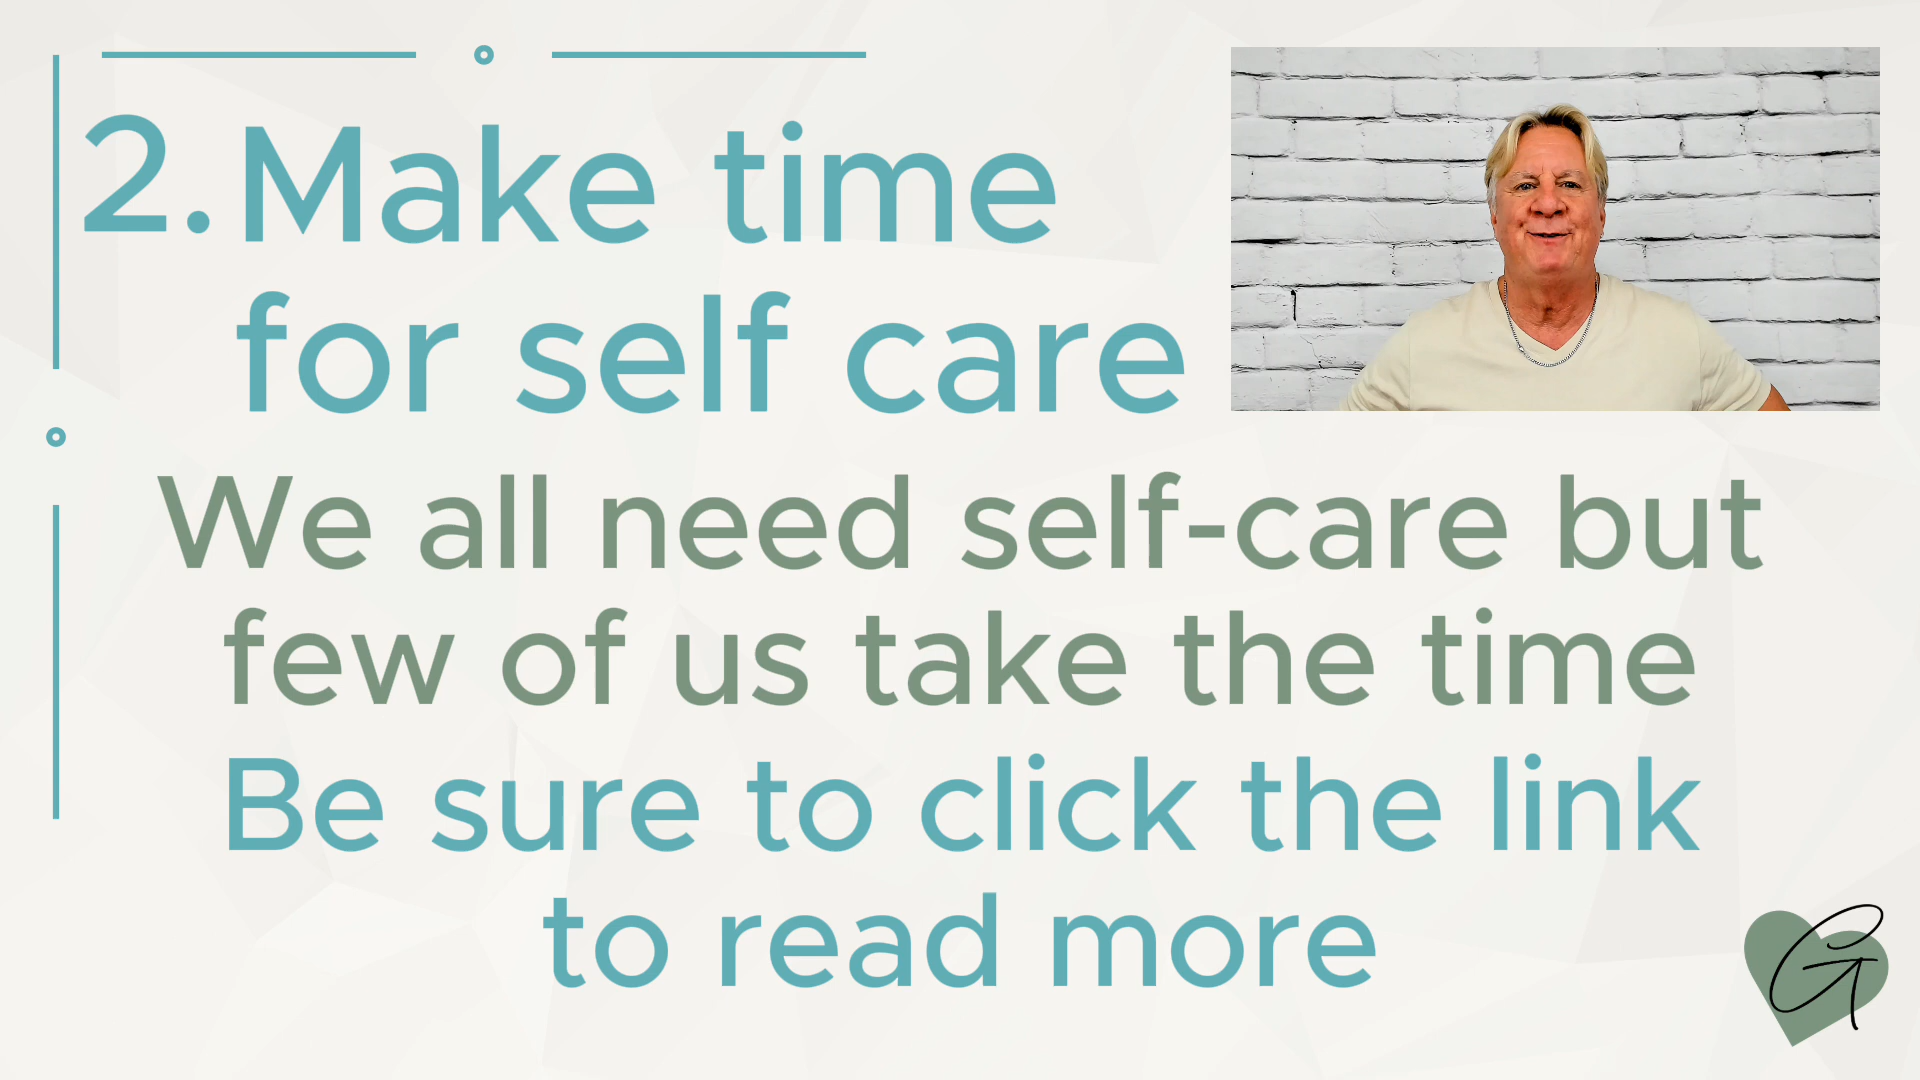 2. Make time
for self care
We all need self-care but
few of us take the time
Be sure to click the link
to read more
G